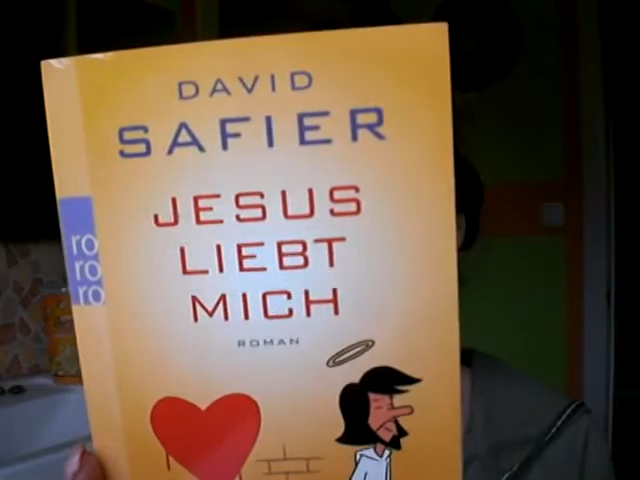 DAVID
SAFIER
JESUS
LIEBT
MICH
ROMAN
ro
ro
ro